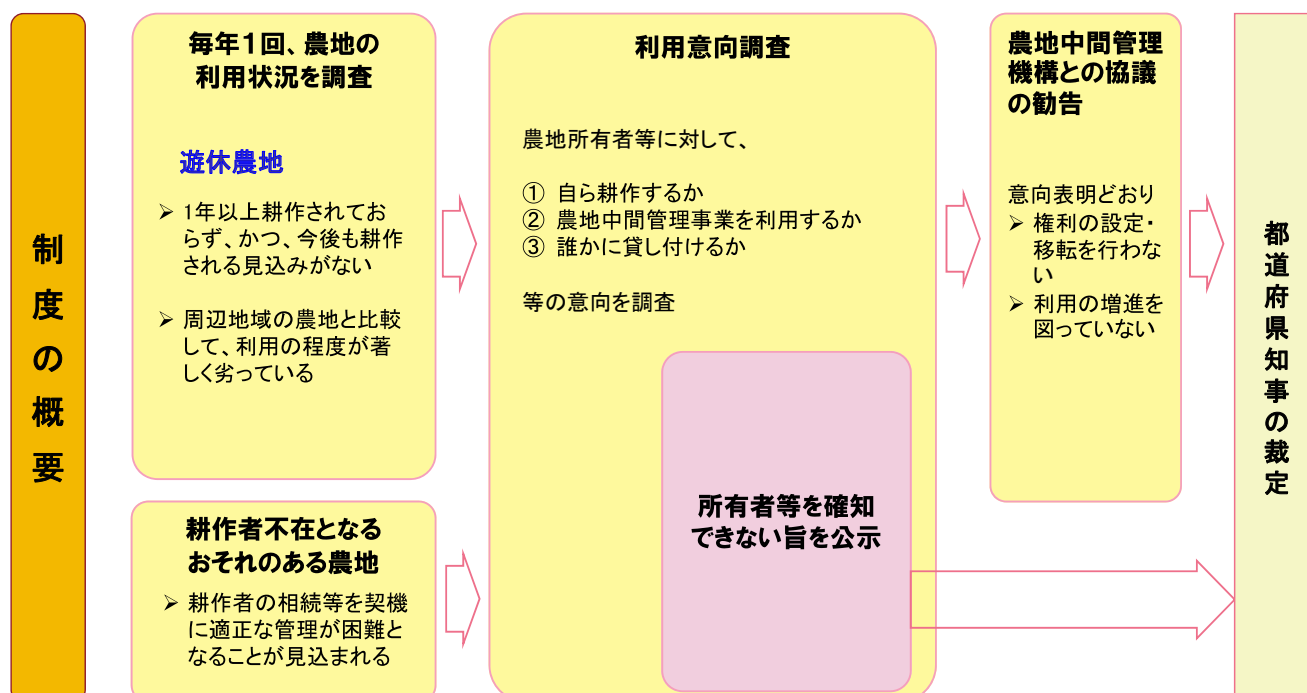 制度の概要
毎年１回、農地の
利用状況を調査
遊休農地
➢ 1年以上耕作されてお
らず、かつ、今後も耕作
される見込みがない
➢ 周辺地域の農地と比較
して、利用の程度が著
しく劣っている
耕作者不在となる
おそれのある農地
➢ 耕作者の相続等を契機
に適正な管理が困難と
なることが見込まれる
利用意向調査
農地所有者等に対して、
① 自ら耕作するか
② 農地中間管理事業を利用するか
③ 誰かに貸し付けるか
等の意向を調査
所有者等を確知
できない旨を公示
農地中間管理
機構との協議
の勧告
意向表明どおり
➢ 権利の設定・
移転を行わな
い
➢ 利用の増進を
図っていない
都道府県知事の裁定